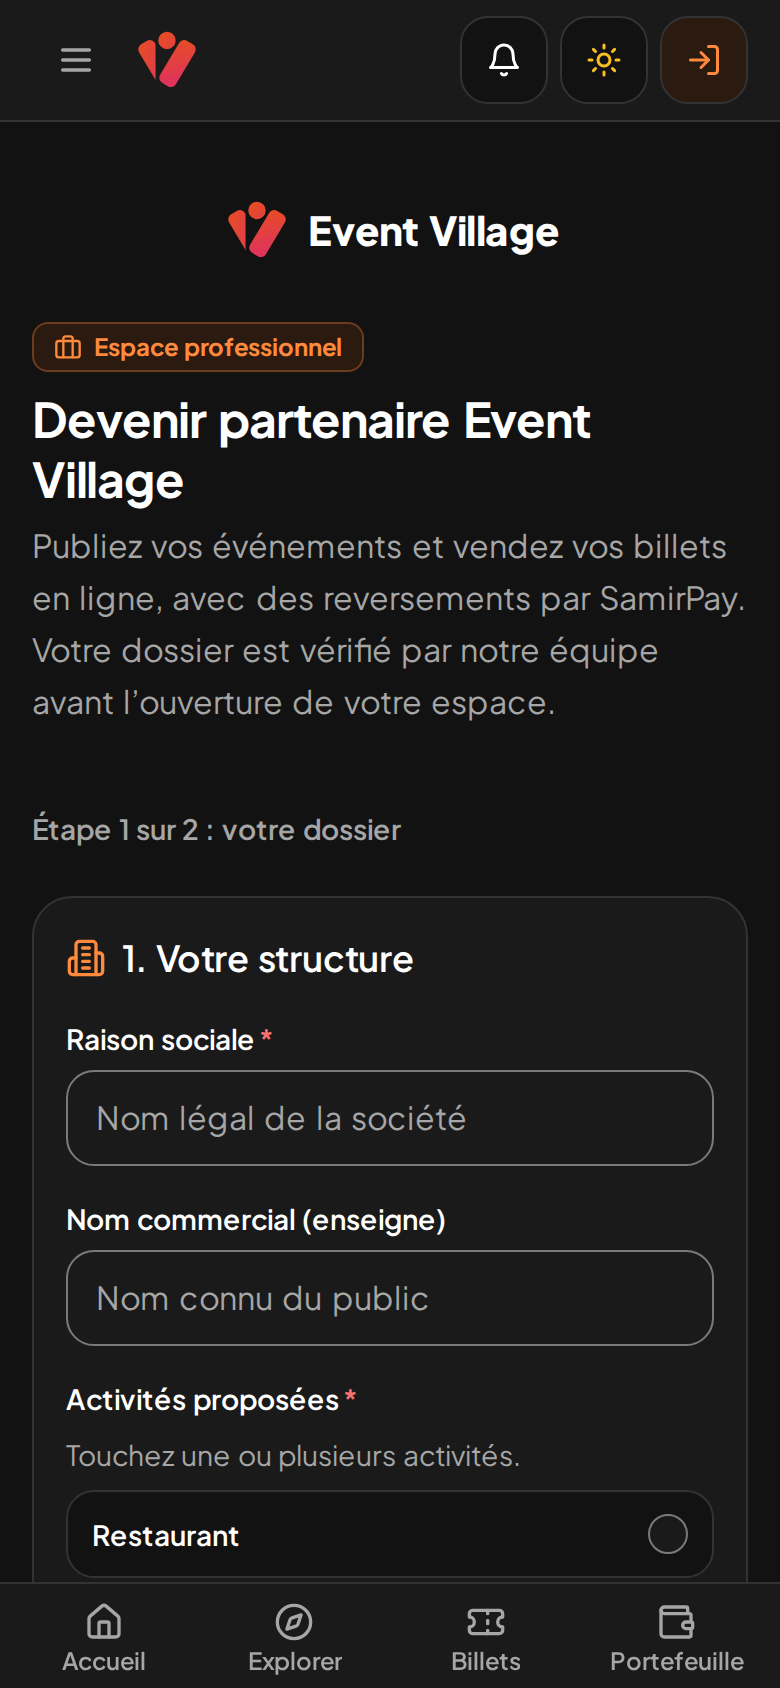 Event Village
Espace professionnel
Devenir partenaire Event
Village
Publiez vos événements et vendez vos billets
en ligne, avec des reversements par SamirPay.
Votre dossier est vérifié par notre équipe
avant l’ouverture de votre espace.
Étape 1 sur 2 : votre dossier
1. Votre structure
Raison sociale *
Nom légal de la société
Nom commercial (enseigne)
Nom connu du public
Activités proposées *
Touchez une ou plusieurs activités.
Restaurant
Accueil Explorer Billets Portefeuille